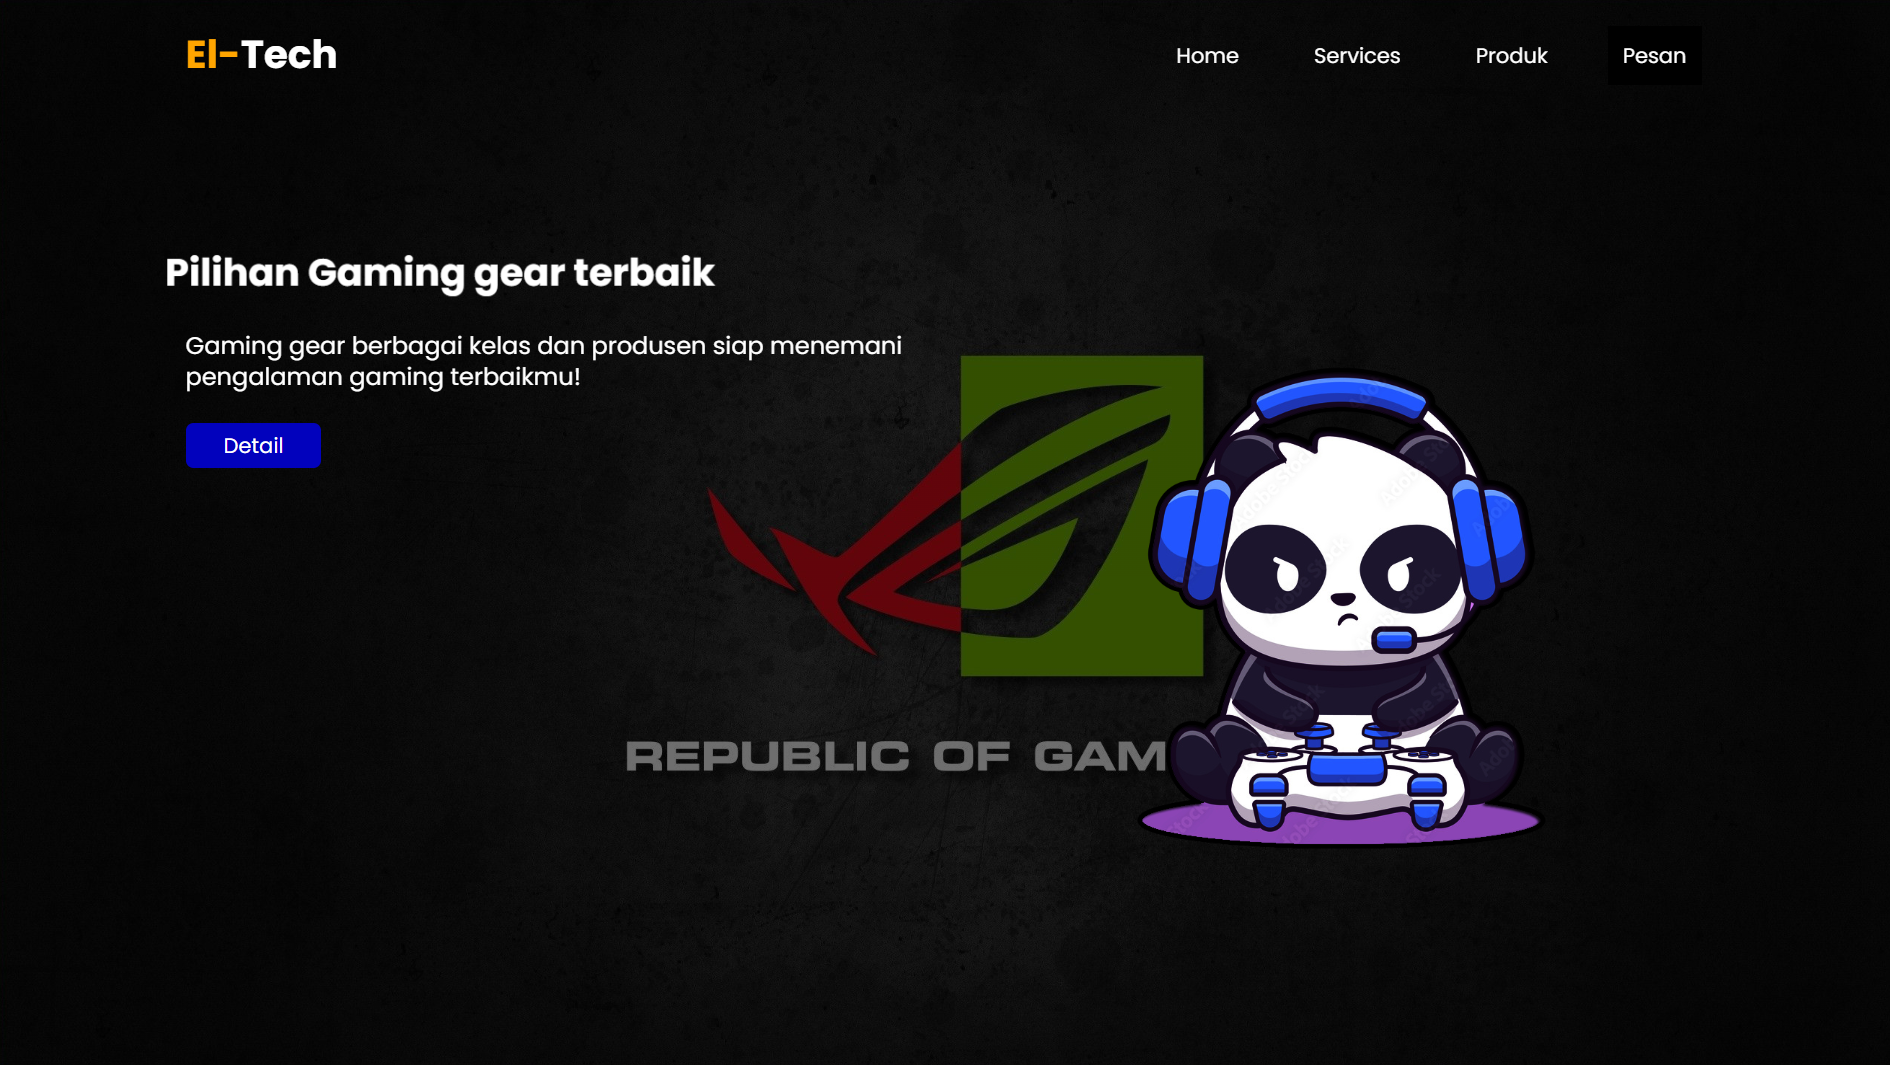 El-Tech
Home
Services
Produk
Pesan
Pilihan Gaming gear terbaik
Gaming gear berbagai kelas dan produsen siap menemani
pengalaman gaming terbaikmu!
Detail
REPUBLIC OF GAM